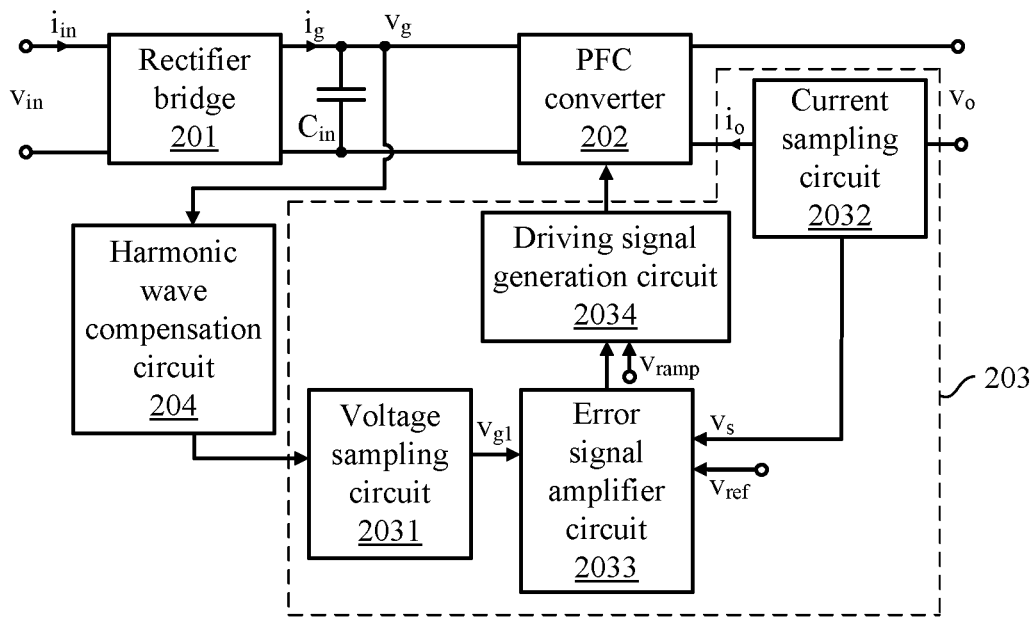 i_in
i_g
v_g
v_in
Rectifier
bridge
201
C_in
PFC
converter
202
i_o
Current
sampling
circuit
2032
v_o
Harmonic
wave
compensation
circuit
204
Driving signal
generation circuit
2034
v_ramp
203
Voltage
sampling
circuit
2031
v_g1
Error
signal
amplifier
circuit
2033
v_s
v_ref